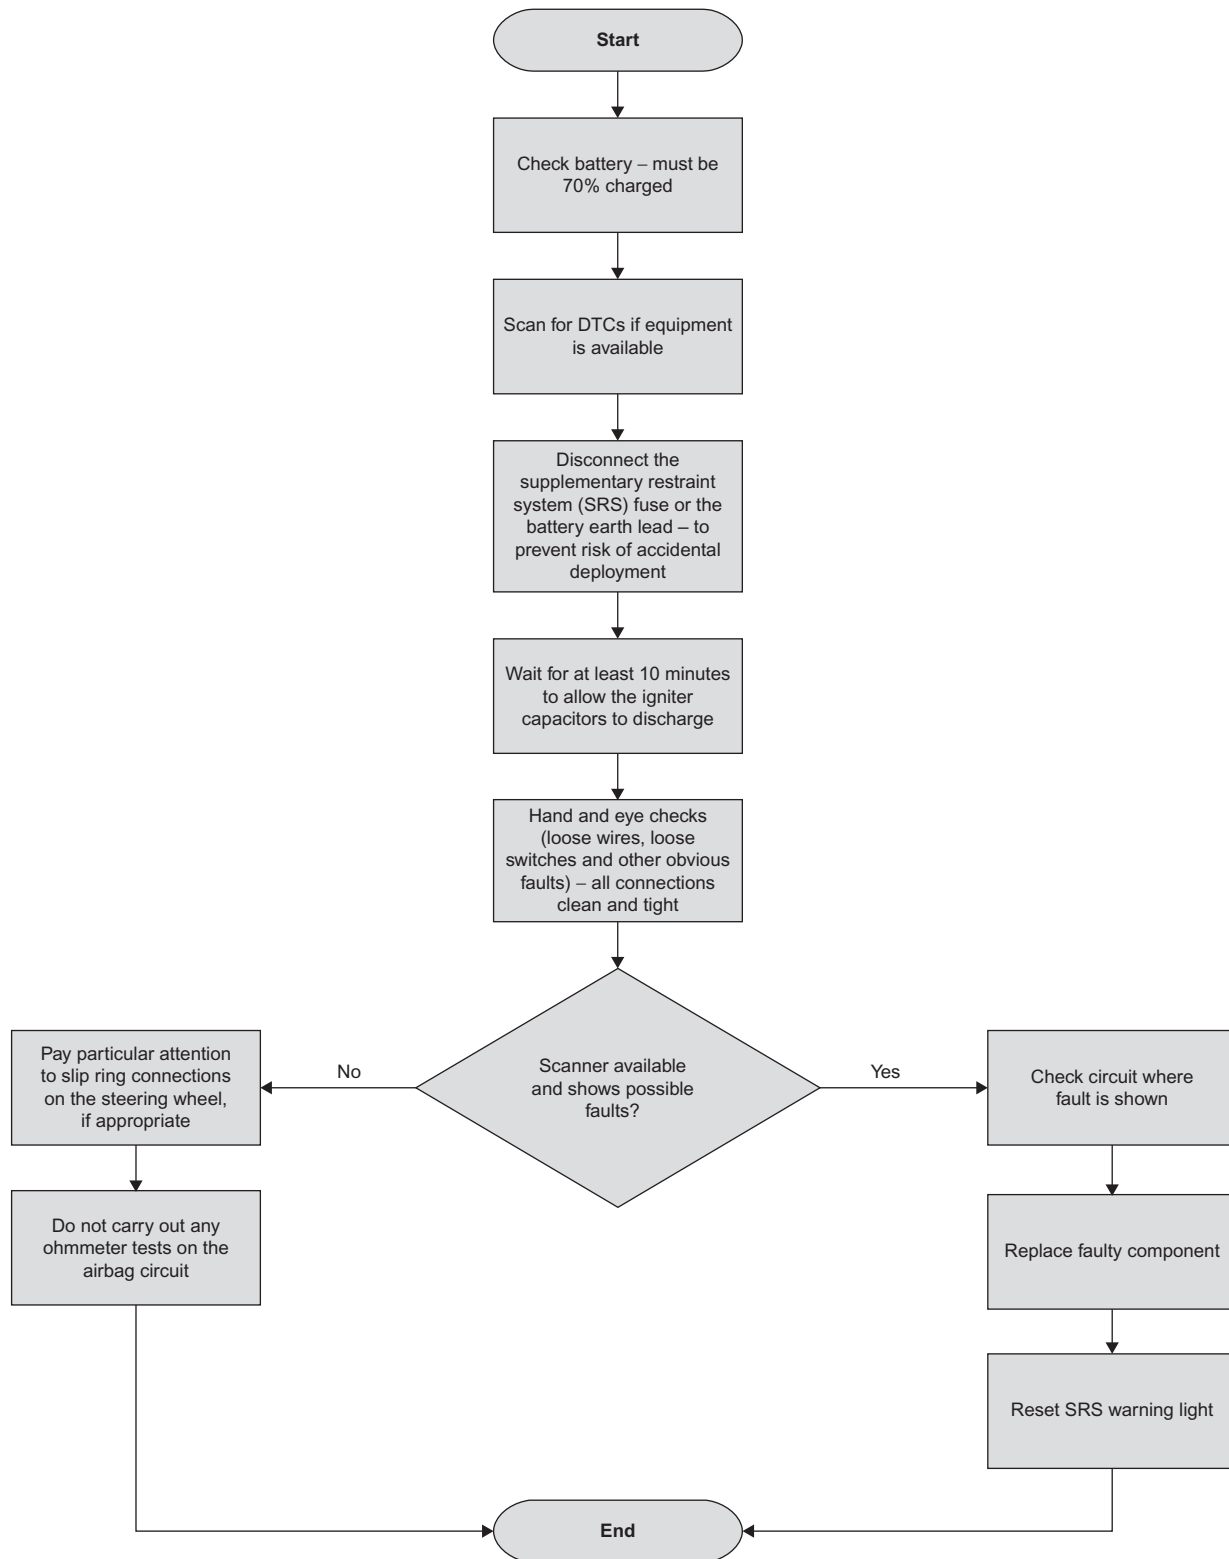 Start
Check battery – must be
70% charged
Scan for DTCs if equipment
is available
Disconnect the
supplementary restraint
system (SRS) fuse or the
battery earth lead – to
prevent risk of accidental
deployment
Wait for at least 10 minutes
to allow the igniter
capacitors to discharge
Hand and eye checks
(loose wires, loose
switches and other obvious
faults) – all connections
clean and tight
Scanner available
and shows possible
faults?
No
Pay particular attention
to slip ring connections
on the steering wheel,
if appropriate
Do not carry out any
ohmmeter tests on the
airbag circuit
Yes
Check circuit where
fault is shown
Replace faulty component
Reset SRS warning light
End